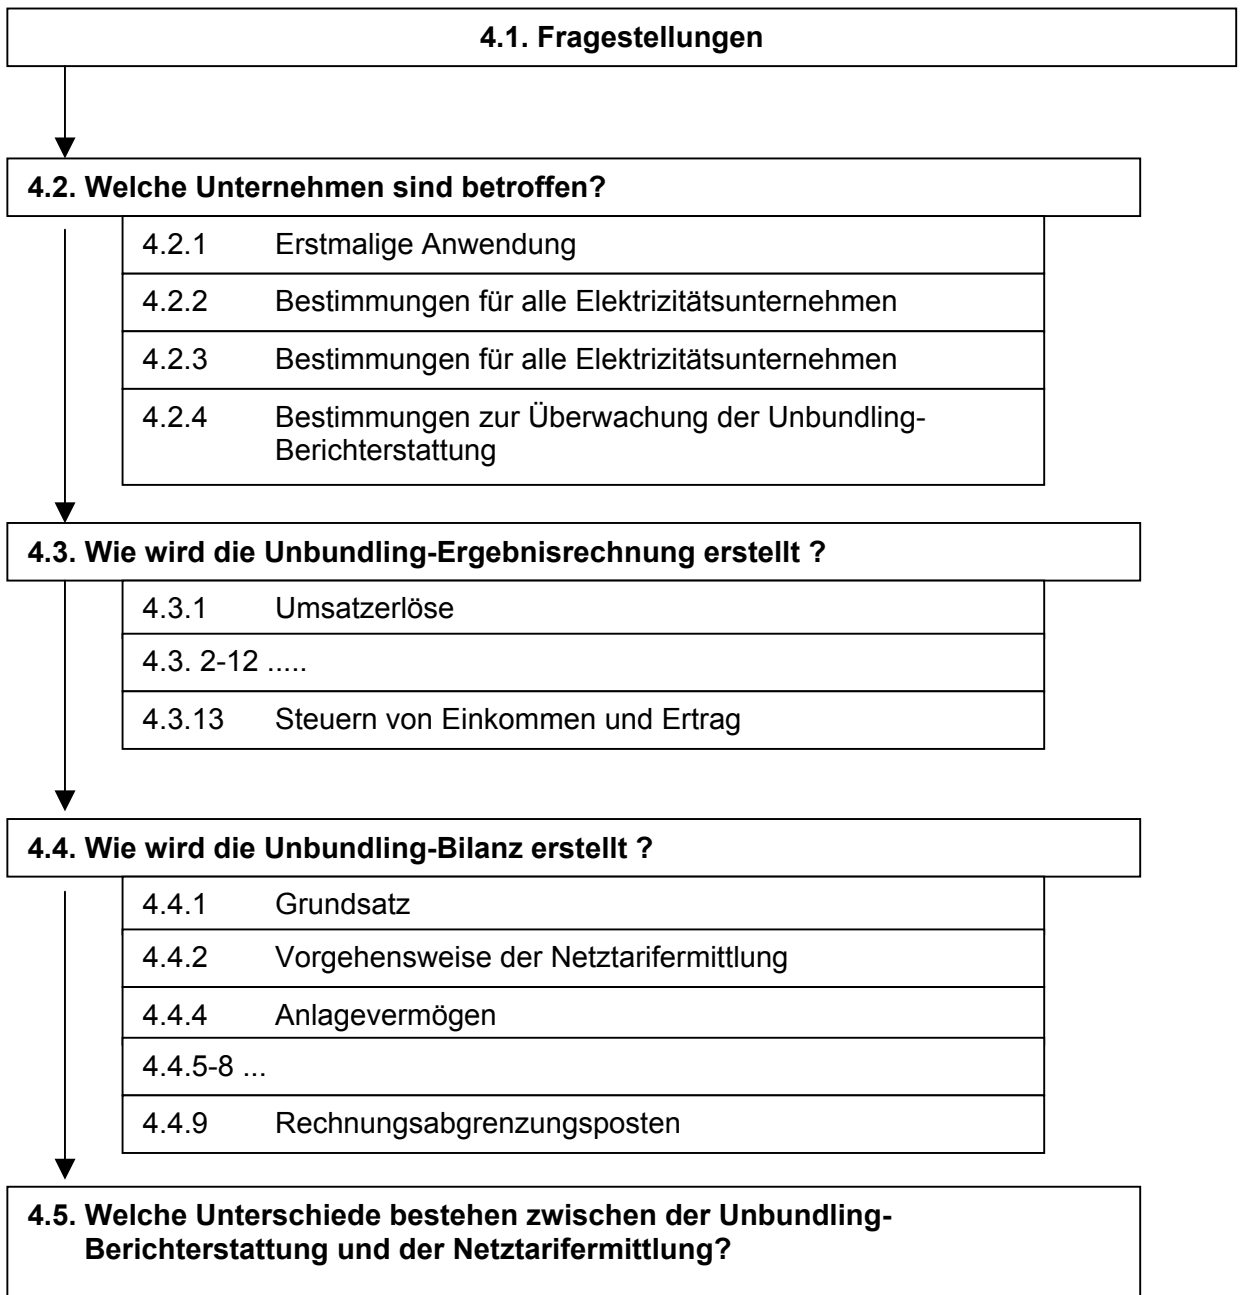 4.1. Fragestellungen
4.2. Welche Unternehmen sind betroffen?
4.2.1 Erstmalige Anwendung
4.2.2 Bestimmungen für alle Elektrizitätsunternehmen
4.2.3 Bestimmungen für alle Elektrizitätsunternehmen
4.2.4 Bestimmungen zur Überwachung der Unbundling-
Berichterstattung
4.3. Wie wird die Unbundling-Ergebnisrechnung erstellt ?
4.3.1 Umsatzerlöse
4.3. 2-12 .....
4.3.13 Steuern von Einkommen und Ertrag
4.4. Wie wird die Unbundling-Bilanz erstellt ?
4.4.1 Grundsatz
4.4.2 Vorgehensweise der Netztarifermittlung
4.4.4 Anlagevermögen
4.4.5-8 ...
4.4.9 Rechnungsabgrenzungsposten
4.5. Welche Unterschiede bestehen zwischen der Unbundling-
Berichterstattung und der Netztarifermittlung?